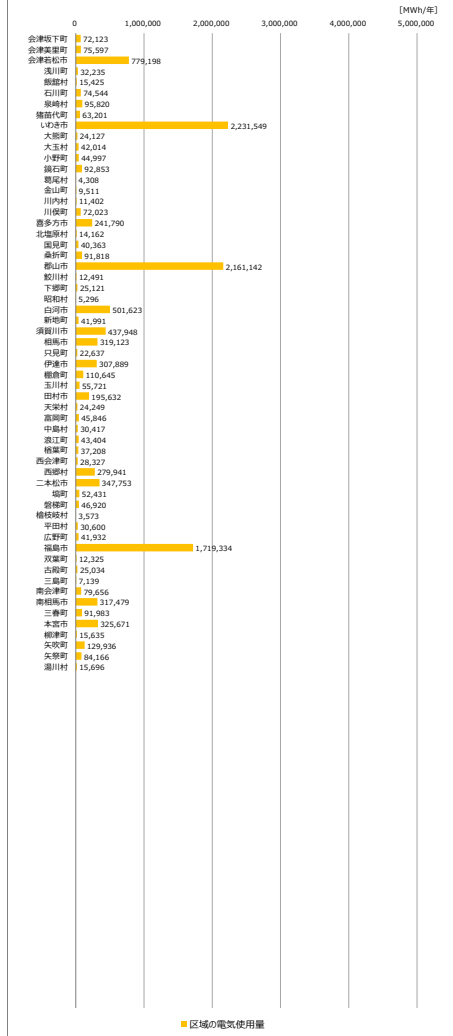 [MWh/年]
0 1,000,000 2,000,000 3,000,000 4,000,000 5,000,000
会津坂下町 72,123
会津美里町 75,597
会津若松市 779,198
浅川町 32,235
飯舘村 15,425
石川町 74,544
泉崎村 95,820
猪苗代町 63,201
いわき市 2,231,549
大熊町 24,127
大玉村 42,014
小野町 44,997
鏡石町 92,853
葛尾村 4,308
金山町 9,511
川内村 11,402
川俣町 72,023
喜多方市 241,790
北塩原村 14,162
国見町 40,363
桑折町 91,818
郡山市 2,161,142
鮫川村 12,491
下郷町 25,121
昭和村 5,296
白河市 501,623
新地町 41,991
須賀川市 437,948
相馬市 319,123
只見町 22,637
伊達市 307,889
棚倉町 110,645
玉川村 55,721
田村市 195,632
天栄村 24,249
富岡町 45,846
中島村 30,417
浪江町 43,404
楢葉町 37,208
西会津町 28,327
西郷村 279,941
二本松市 347,753
塙町 52,431
磐梯町 46,920
檜枝岐村 3,573
平田村 30,600
広野町 41,932
福島市 1,719,334
双葉町 12,325
古殿町 25,034
三島町 7,139
南会津町 79,656
南相馬市 317,479
三春町 91,983
本宮市 325,671
柳津町 15,635
矢吹町 129,936
矢祭町 84,166
湯川村 15,696
区域の電気使用量